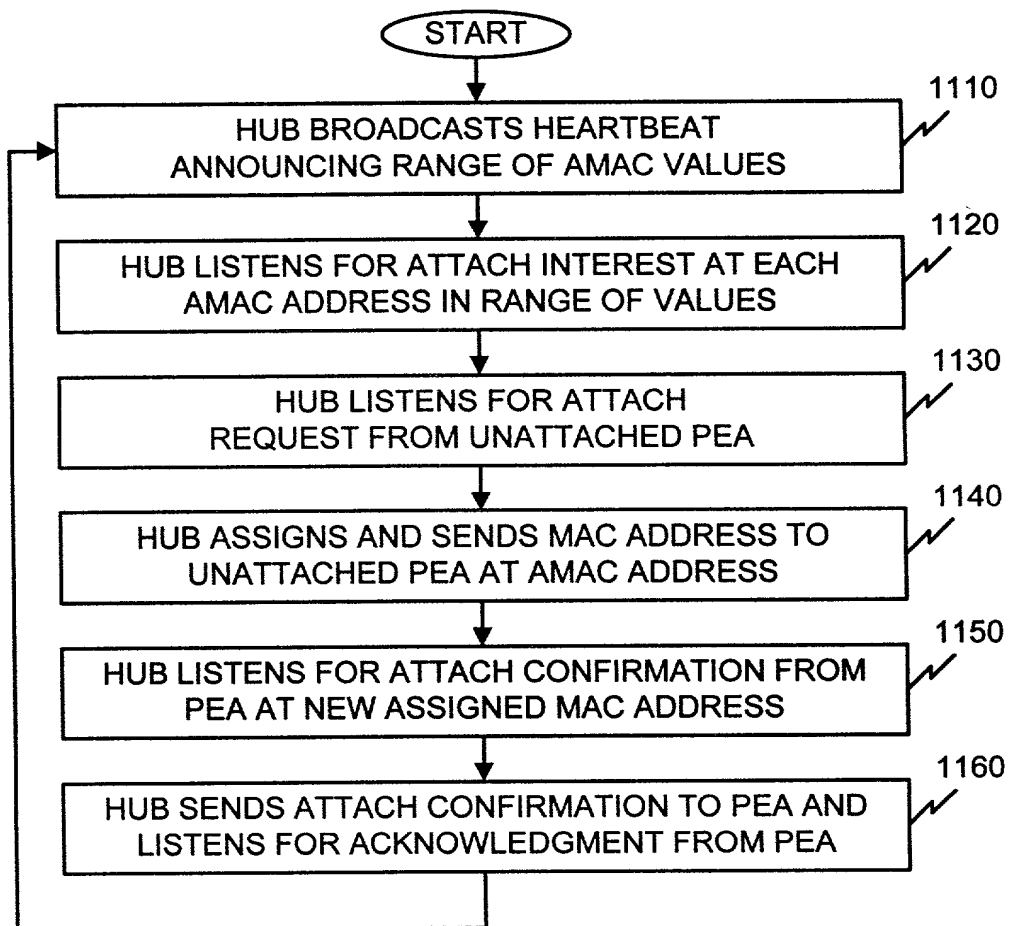 START
1110
HUB BROADCASTS HEARTBEAT
ANNOUNCING RANGE OF AMAC VALUES
1120
HUB LISTENS FOR ATTACH INTEREST AT EACH
AMAC ADDRESS IN RANGE OF VALUES
1130
HUB LISTENS FOR ATTACH
REQUEST FROM UNATTACHED PEA
1140
HUB ASSIGNS AND SENDS MAC ADDRESS TO
UNATTACHED PEA AT AMAC ADDRESS
1150
HUB LISTENS FOR ATTACH CONFIRMATION FROM
PEA AT NEW ASSIGNED MAC ADDRESS
1160
HUB SENDS ATTACH CONFIRMATION TO PEA AND
LISTENS FOR ACKNOWLEDGMENT FROM PEA